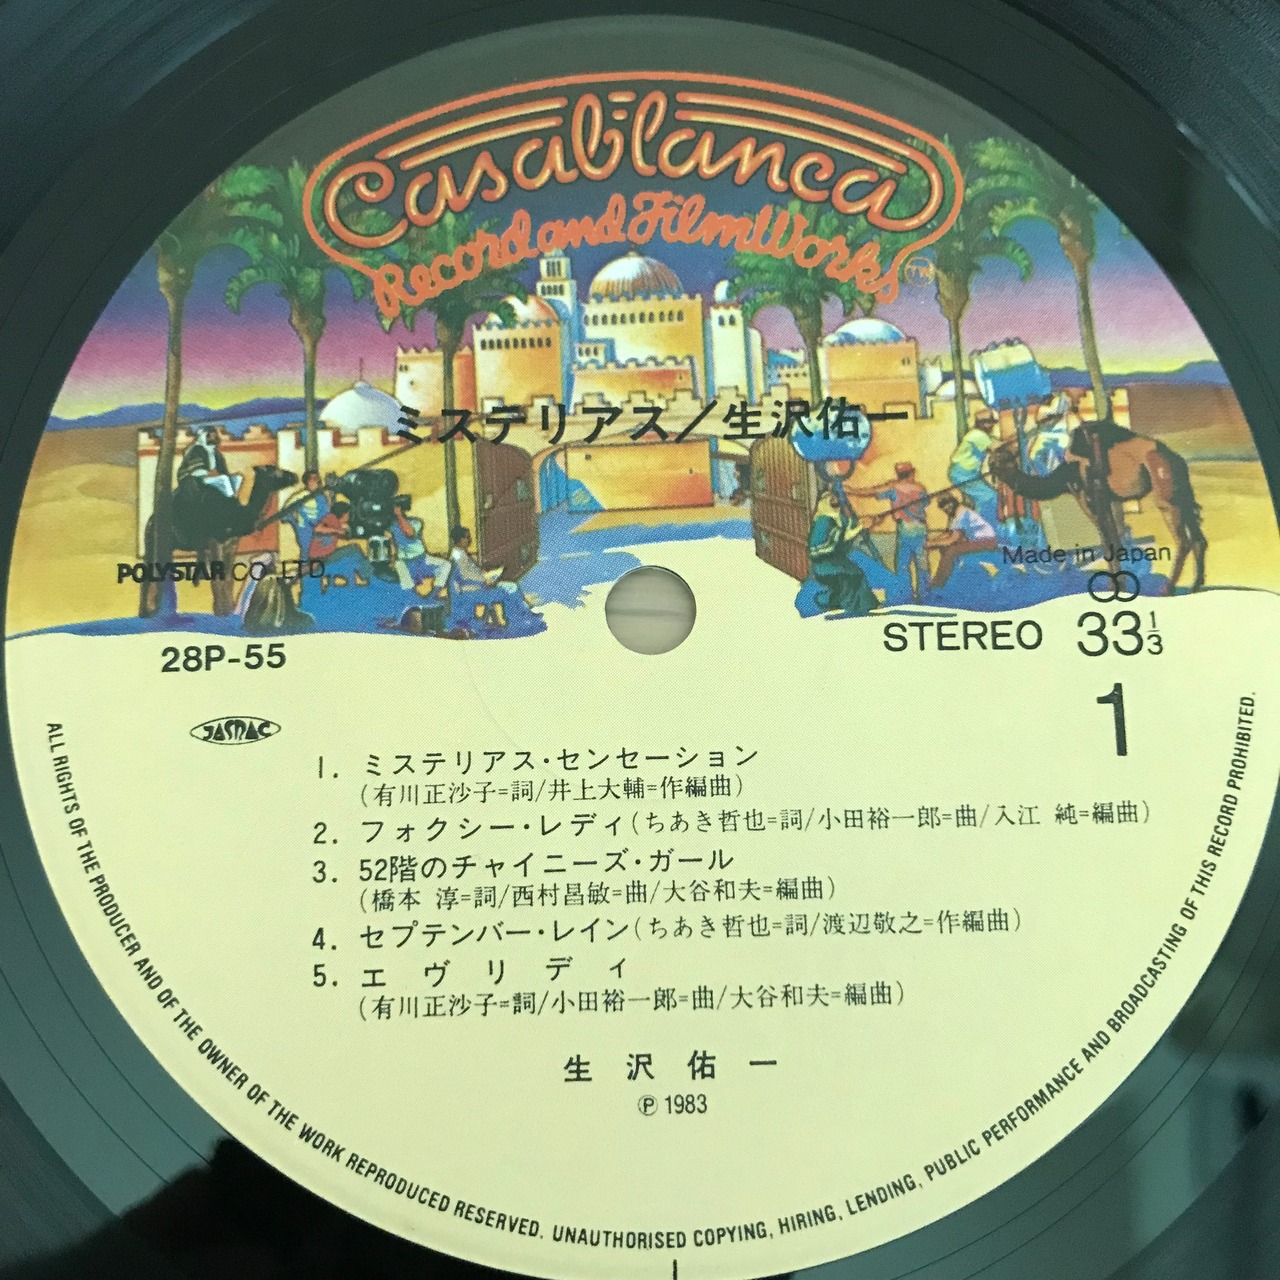 Casablanca
Record and FilmWorks TM
ミステリアス/生沢佑一
POLYSTAR CO. LTD.
Made in Japan
28P-55
STEREO 33 1/3
1
JASRAC
1. ミステリアス・センセーション
(有川正沙子=詞/井上大輔=作編曲)
2. フォクシー・レディ(ちあき哲也=詞/小田裕一郎=曲/入江 純=編曲)
3. 52階のチャイニーズ・ガール
(橋本 淳=詞/西村昌敏=曲/大谷和夫=編曲)
4. セプテンバー・レイン(ちあき哲也=詞/渡辺敬之=作編曲)
5. エヴリディ
(有川正沙子=詞/小田裕一郎=曲/大谷和夫=編曲)
生沢佑一
Ⓟ 1983
ALL RIGHTS OF THE PRODUCER AND OF THE OWNER OF THE WORK REPRODUCED RESERVED. UNAUTHORISED COPYING, HIRING, LENDING, PUBLIC PERFORMANCE AND BROADCASTING OF THIS RECORD PROHIBITED.